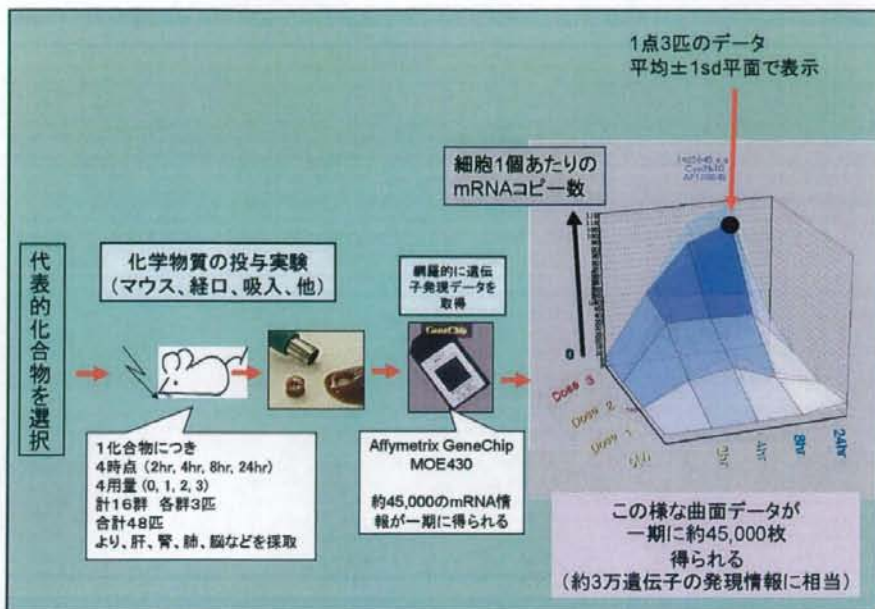 1点3匹のデータ
平均±1sd平面で表示
細胞1個あたりの
mRNAコピー数
代表的化合物を選択
化学物質の投与実験
(マウス、経口、吸入、他)
網羅的に遺伝
子発現データを
取得
GeneChip
0
Dose 3
Dose 2
Dose 1
2hr
4hr
8hr
24hr
1化合物につき
4時点 (2hr, 4hr, 8hr, 24hr)
4用量 (0, 1, 2, 3)
計16群 各群3匹
合計48匹
より、肝、腎、肺、脳などを採取
Affymetrix GeneChip
MOE430
約45,000のmRNA情
報が一期に得られる
この様な曲面データが
一期に約45,000枚
得られる
(約3万遺伝子の発現情報に相当)